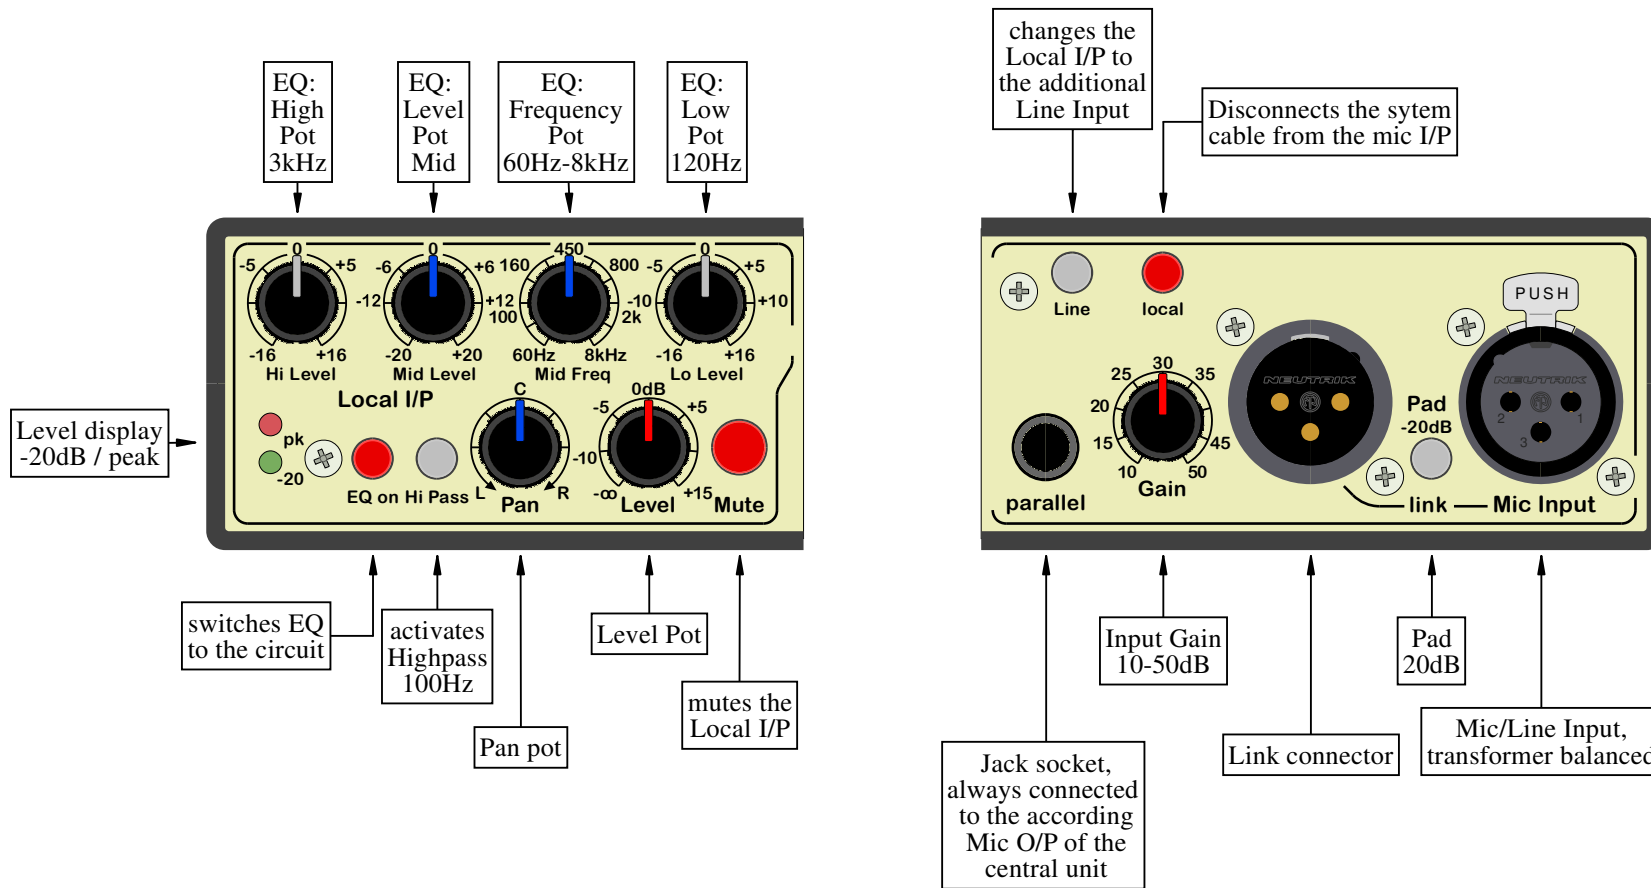 changes the
Local I/P to
the additional
Line Input
EQ:
High
Pot
3kHz
EQ:
Level
Pot
Mid
EQ:
Frequency
Pot
60Hz-8kHz
EQ:
Low
Pot
120Hz
Disconnects the sytem
cable from the mic I/P
0
-5
+5
-16
+16
Hi Level
0
-6
+6
-12
+12
-20
+20
Mid Level
450
160
800
100
2k
60Hz
8kHz
Mid Freq
0
-5
+5
-10
+10
-16
+16
Lo Level
Local I/P
Level display
-20dB / peak
pk
-20
EQ on
Hi Pass
C
L
R
Pan
0dB
-5
+5
-10
-∞
+15
Level
Mute
Line
local
30
25
35
20
15
45
10
50
Gain
parallel
NEUTRIK
Pad
-20dB
link
PUSH
NEUTRIK
2
1
3
Mic Input
switches EQ
to the circuit
activates
Highpass
100Hz
Pan pot
Level Pot
mutes the
Local I/P
Jack socket,
always connected
to the according
Mic O/P of the
central unit
Input Gain
10-50dB
Link connector
Pad
20dB
Mic/Line Input,
transformer balanced